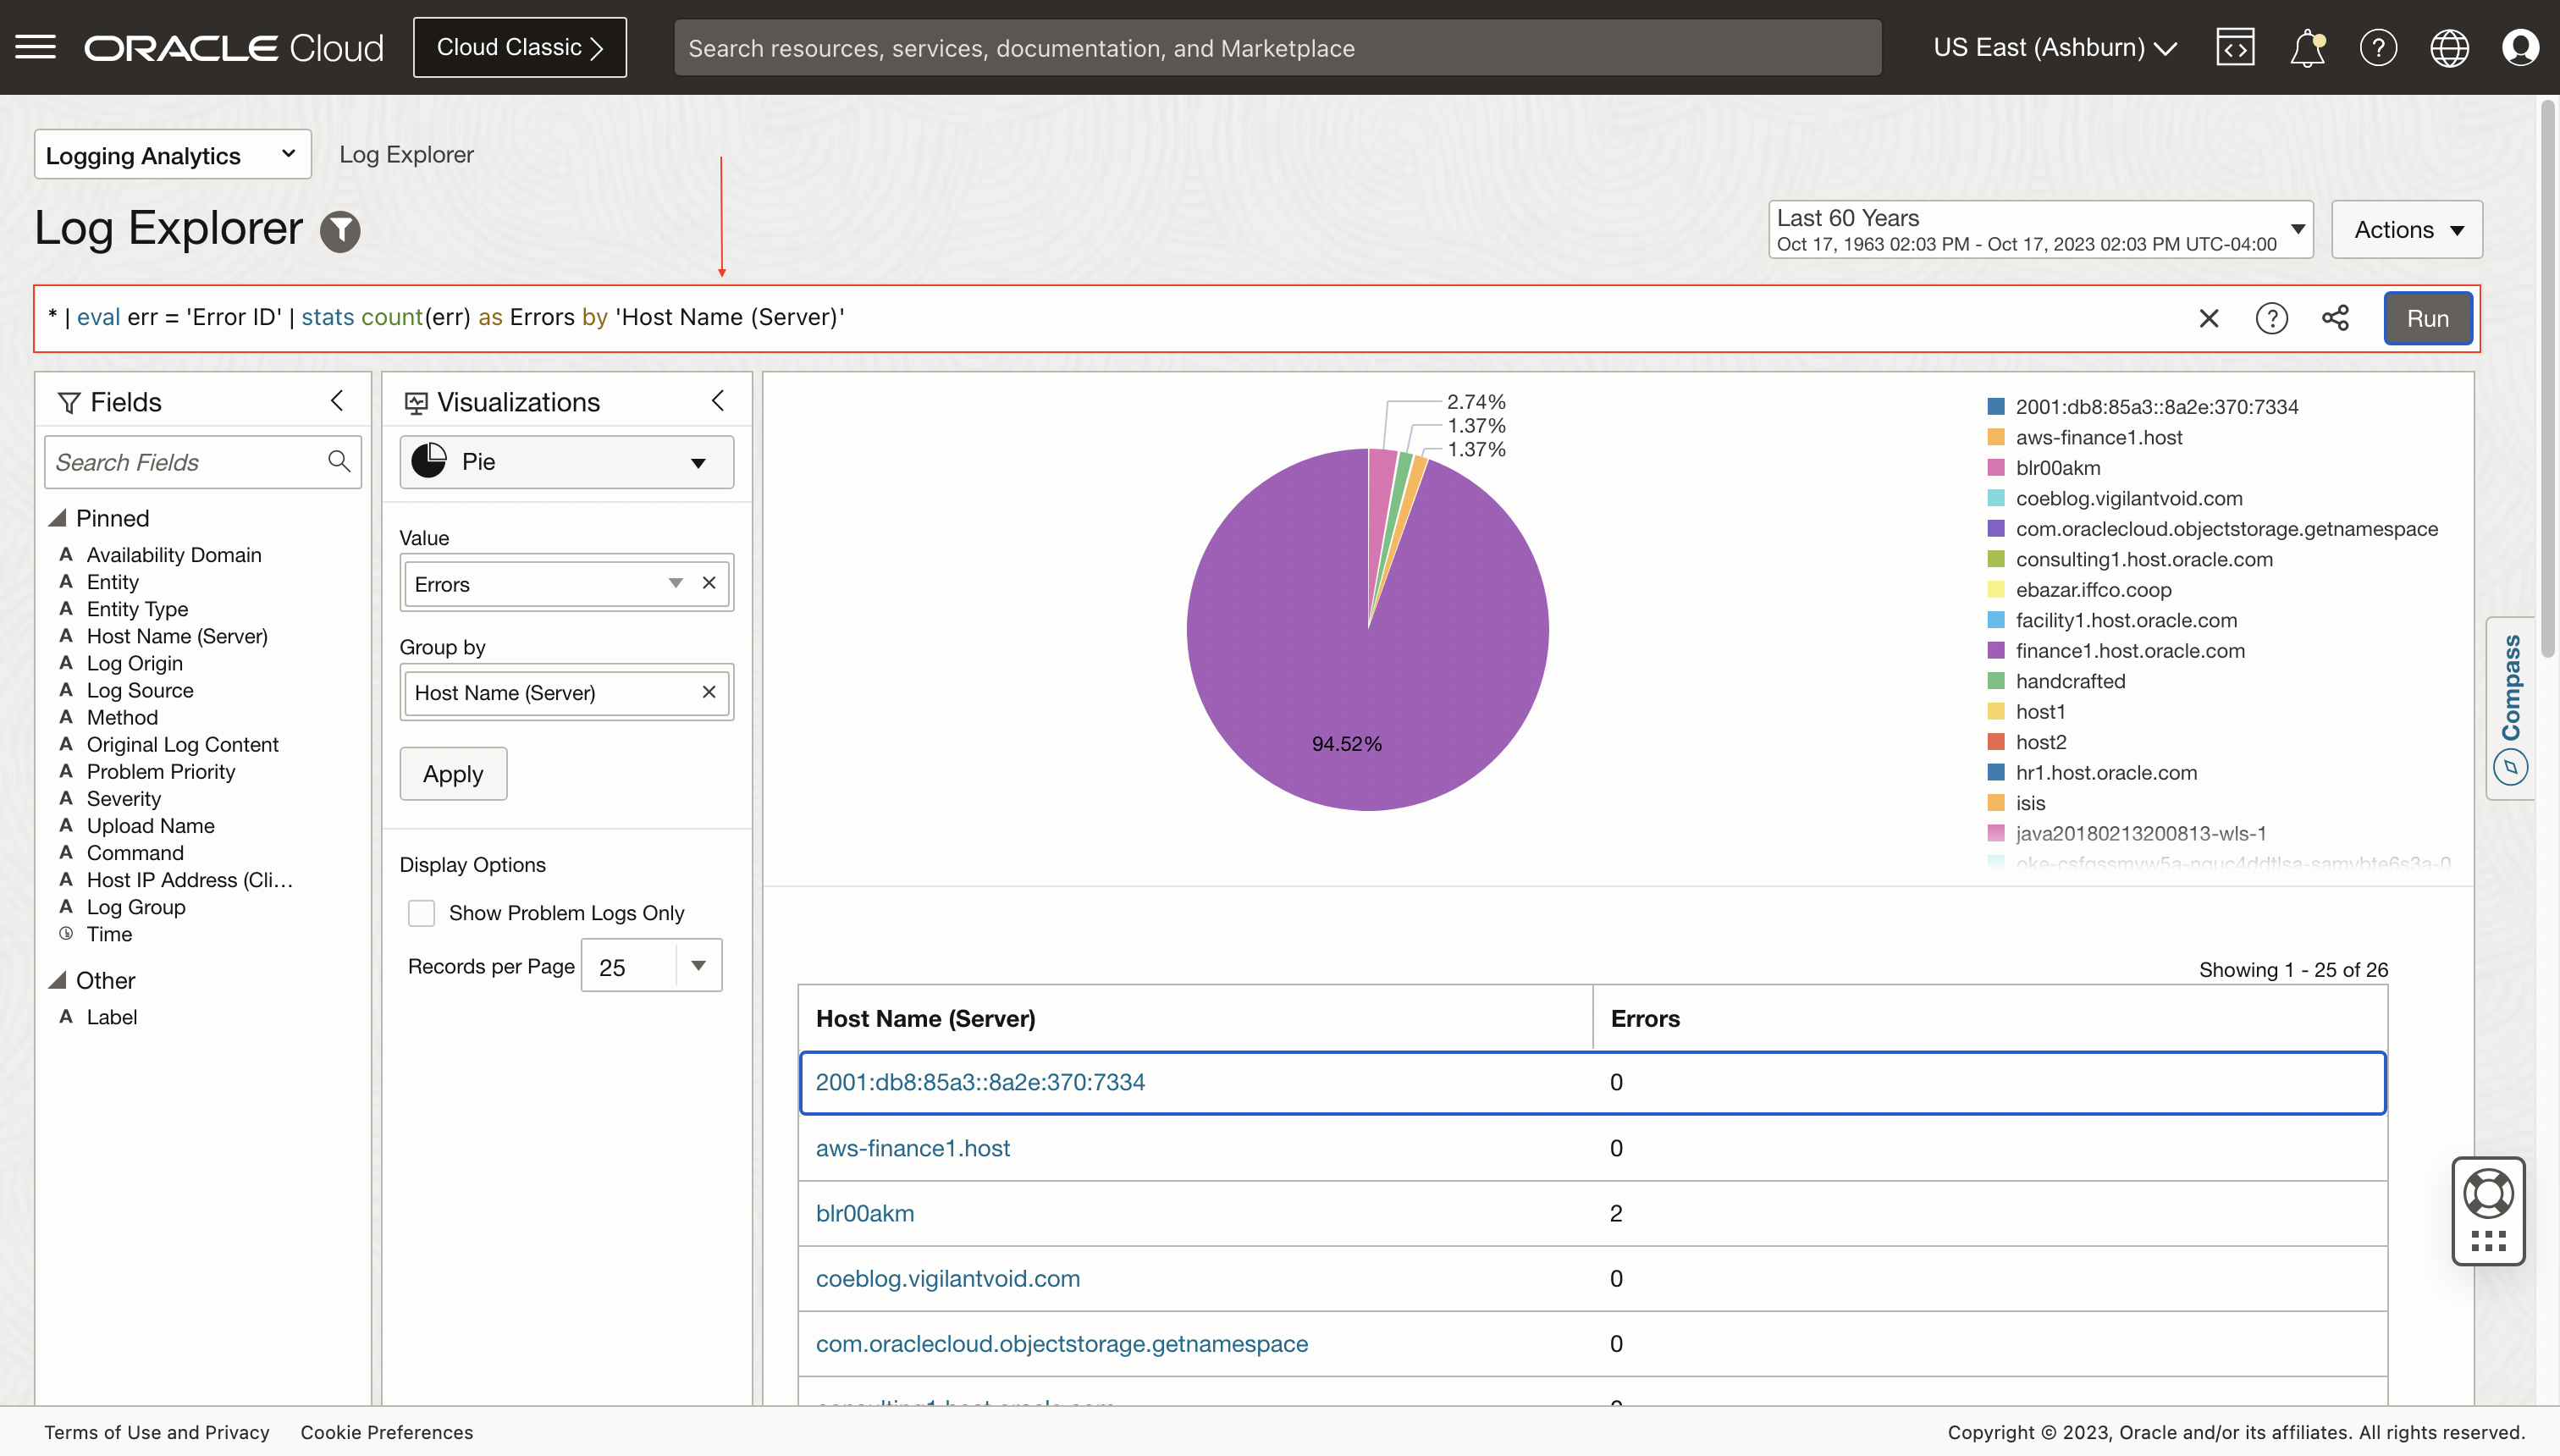 ORACLE Cloud
Cloud Classic
Search resources, services, documentation, and Marketplace
US East (Ashburn)
Logging Analytics
Log Explorer
Log Explorer
Last 60 Years
Oct 17, 1963 02:03 PM - Oct 17, 2023 02:03 PM UTC-04:00
Actions
* | eval err = 'Error ID' | stats count(err) as Errors by 'Host Name (Server)'
Run
Fields
Search Fields
Pinned
A Availability Domain
A Entity
A Entity Type
A Host Name (Server)
A Log Origin
A Log Source
A Method
A Original Log Content
A Problem Priority
A Severity
A Upload Name
A Command
A Host IP Address (Cli...
A Log Group
Time
Other
A Label
Visualizations
Pie
Value
Errors
Group by
Host Name (Server)
Apply
Display Options
Show Problem Logs Only
Records per Page 25
2.74%
1.37%
1.37%
94.52%
2001:db8:85a3::8a2e:370:7334
aws-finance1.host
blr00akm
coeblog.vigilantvoid.com
com.oraclecloud.objectstorage.getnamespace
consulting1.host.oracle.com
ebazar.iffco.coop
facility1.host.oracle.com
finance1.host.oracle.com
handcrafted
host1
host2
hr1.host.oracle.com
isis
java20180213200813-wls-1
Compass
Showing 1 - 25 of 26
Host Name (Server) Errors
2001:db8:85a3::8a2e:370:7334 0
aws-finance1.host 0
blr00akm 2
coeblog.vigilantvoid.com 0
com.oraclecloud.objectstorage.getnamespace 0
Terms of Use and Privacy
Cookie Preferences
Copyright © 2023, Oracle and/or its affiliates. All rights reserved.